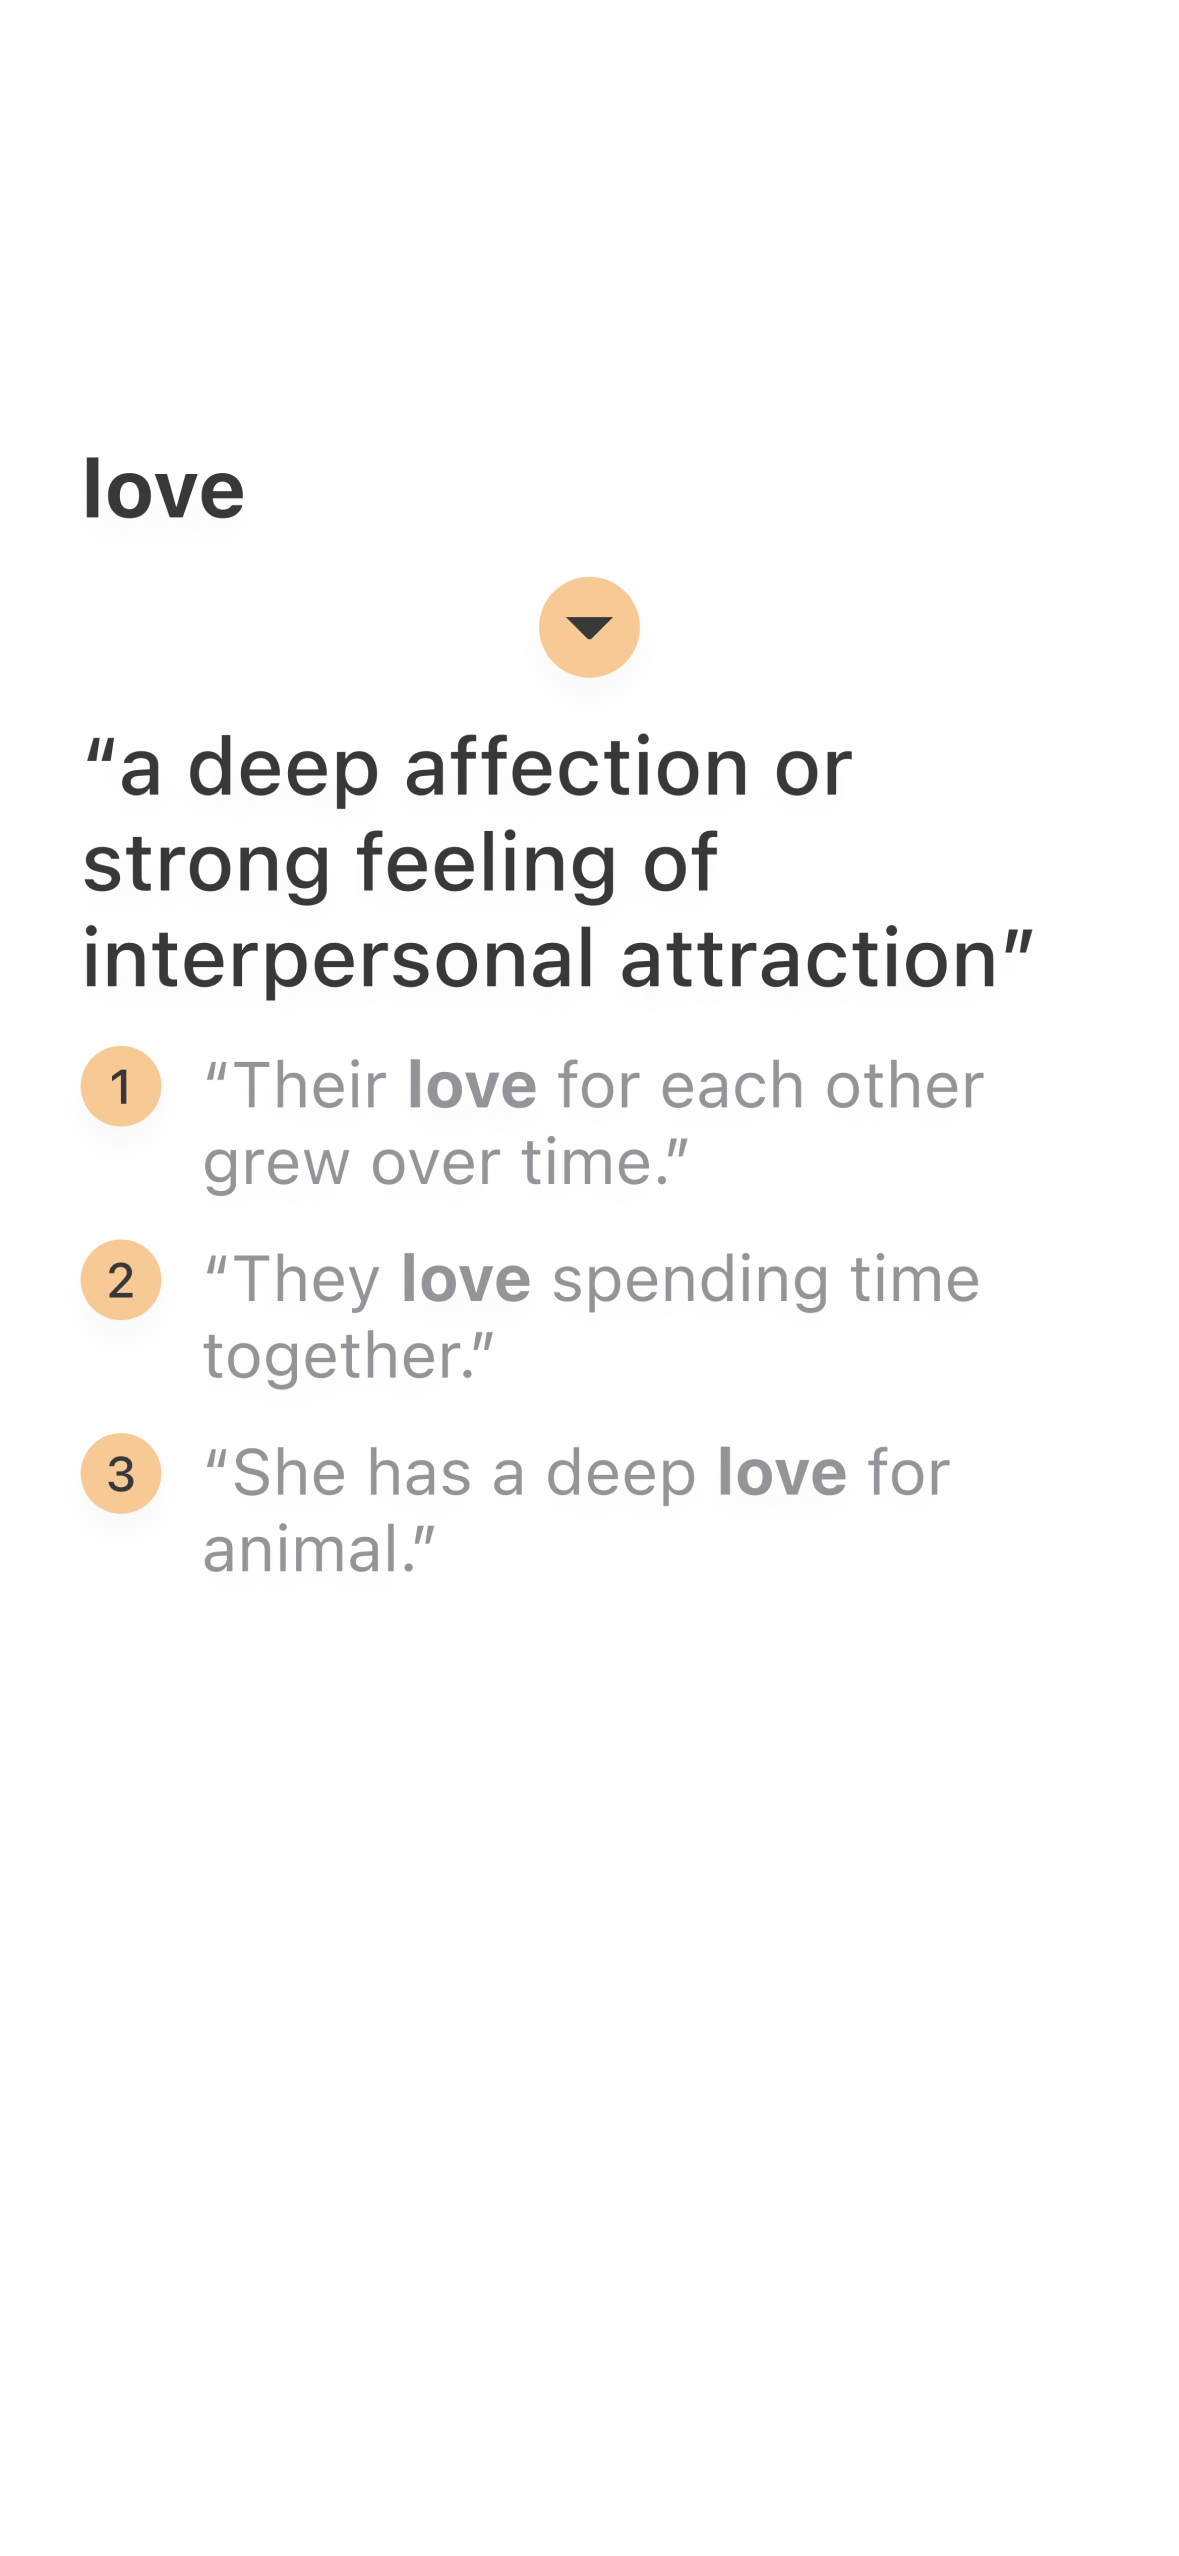 love
“a deep affection or
strong feeling of
interpersonal attraction”
1 “Their love for each other
grew over time.”
2 “They love spending time
together.”
3 “She has a deep love for
animal.”